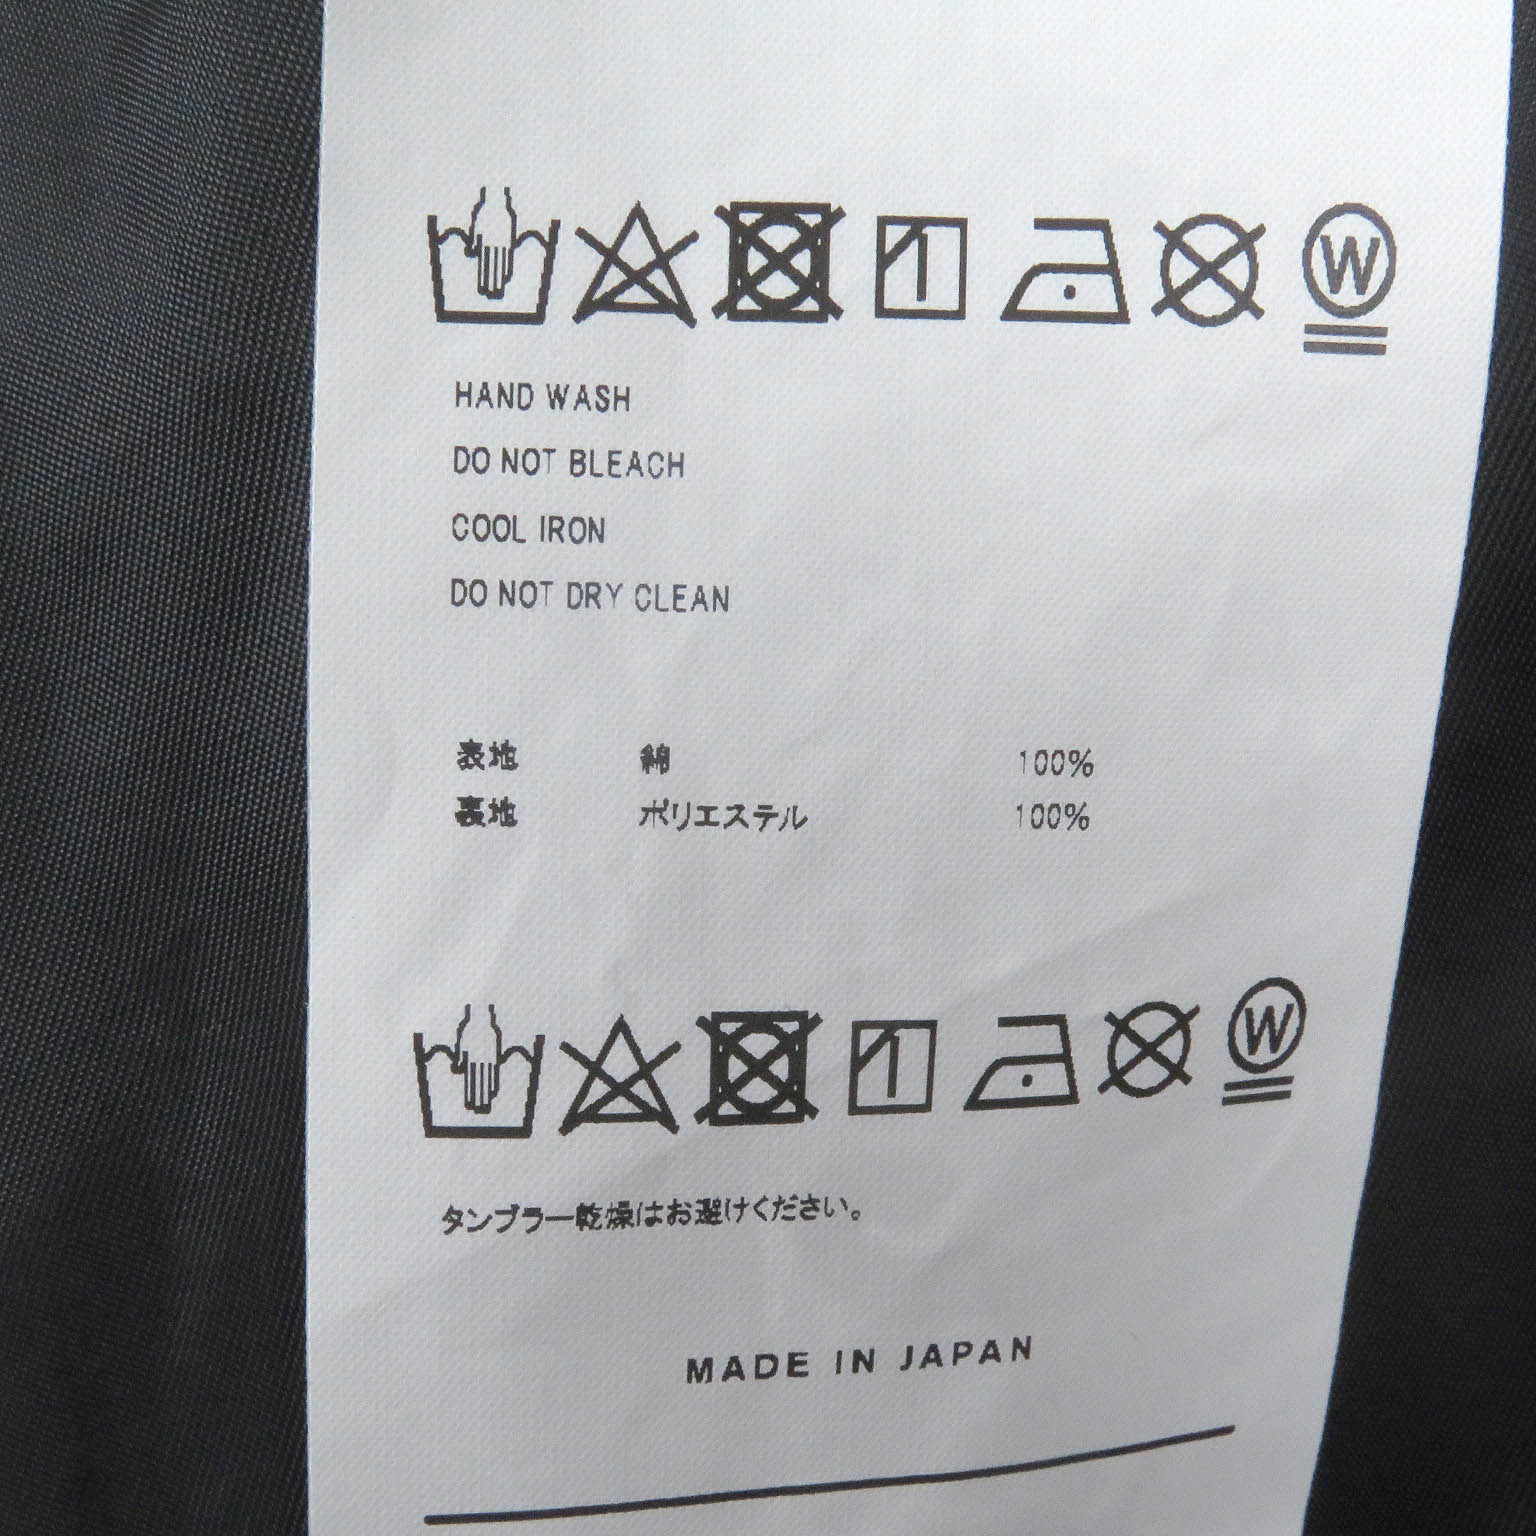 W
HAND WASH
DO NOT BLEACH
COOL IRON
DO NOT DRY CLEAN
表地 綿 100%
裏地 ポリエステル 100%
W
タンブラー乾燥はお避けください。
MADE IN JAPAN